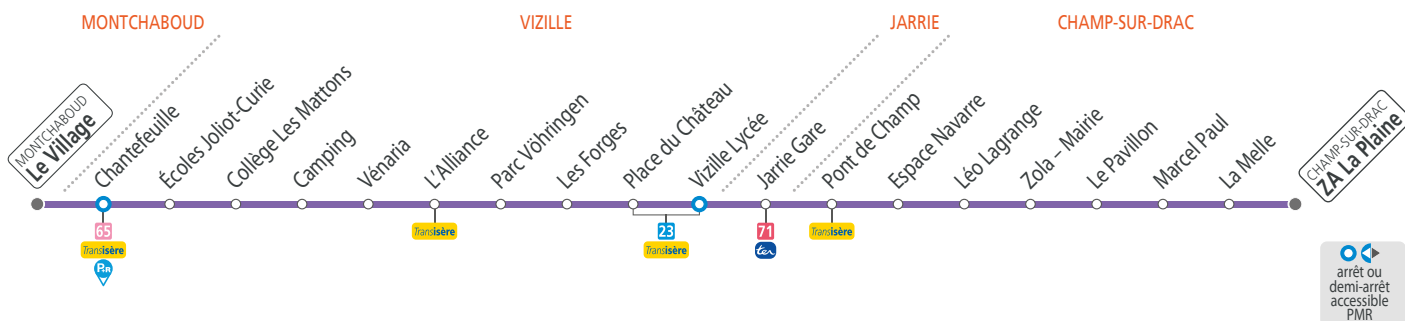 MONTCHABOUD
VIZILLE
JARRIE
CHAMP-SUR-DRAC
MONTCHABOUD
Le Village
Chantefeuille
Écoles Joliot-Curie
Collège Les Mattons
Camping
Vénaria
L'Alliance
Parc Vöhringen
Les Forges
Place du Château
Vizille Lycée
Jarrie Gare
Pont de Champ
Espace Navarre
Léo Lagrange
Zola – Mairie
Le Pavillon
Marcel Paul
La Melle
CHAMP-SUR-DRAC
ZA La Plaine
65
Transisère
P+R
Transisère
23
Transisère
71
ter
Transisère
arrêt ou
demi-arrêt
accessible
PMR